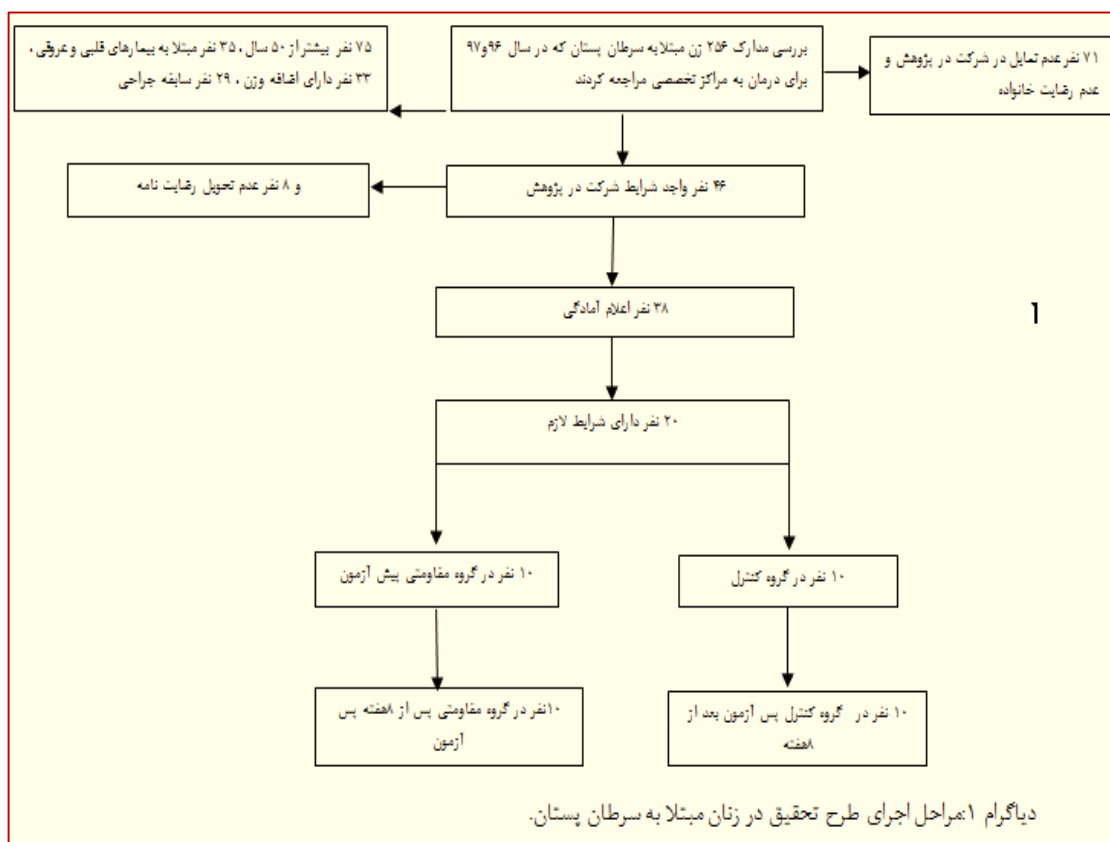 بررسی مدارک ۲۵۶ زن مبتلابه سرطان پستان که در سال ۹۶و۹۷
برای درمان به مراکز تخصصی مراجعه کردند
۷۱ نفر عدم تمایل در شرکت در پژوهش و
عدم رضایت خانواده
۷۵ نفر بیشتر از ۵۰ سال، ۳۵ نفر مبتلا به بیمارهای قلبی و عروقی،
۳۳ نفر دارای اضافه وزن، ۲۹ نفر سابقه جراحی
۴۶ نفر واجد شرایط شرکت در پژوهش
و ۸ نفر عدم تحویل رضایت نامه
۳۸ نفر اعلام آمادگی
1
۲۰ نفر دارای شرایط لازم
۱۰ نفر در گروه کنترل
۱۰ نفر در گروه مقاومتی پیش آزمون
۱۰ نفر در گروه کنترل پس آزمون بعد از
۸هفته
۱۰نفر در گروه مقاومتی پس از ۸هفته پس
آزمون
دیاگرام ۱:مراحل اجرای طرح تحقیق در زنان مبتلا به سرطان پستان.